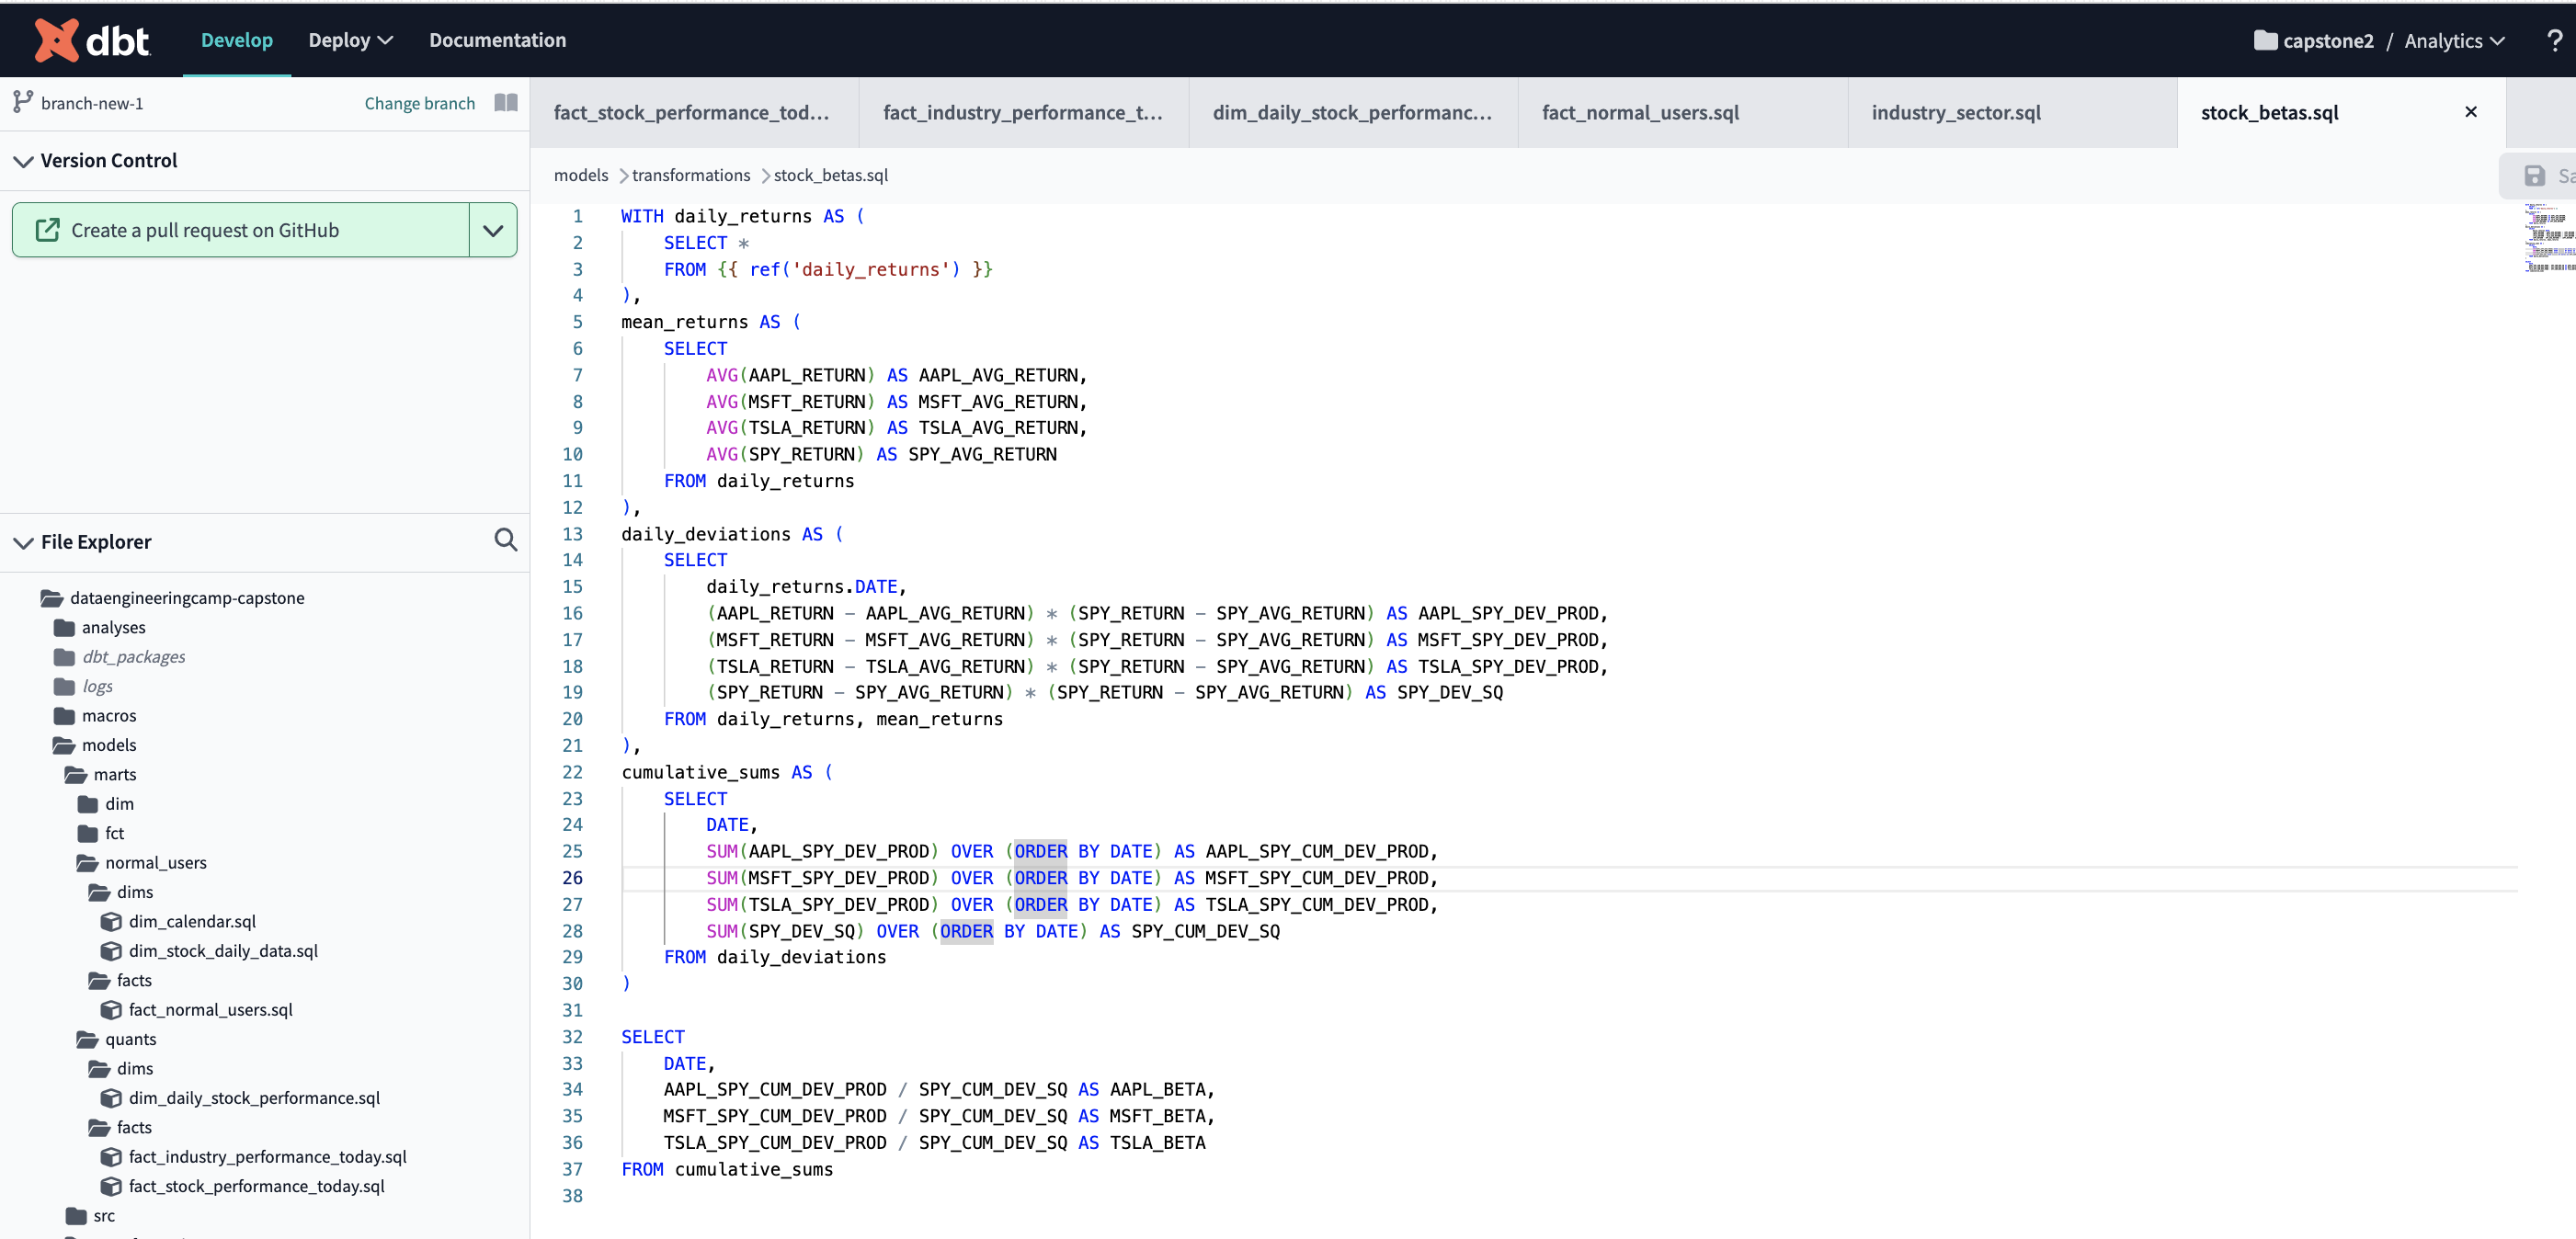 dbt Develop Deploy Documentation capstone2 / Analytics ?
branch-new-1 Change branch
Version Control
Create a pull request on GitHub
File Explorer
dataengineeringcamp-capstone
analyses
dbt_packages
logs
macros
models
marts
dim
fct
normal_users
dims
dim_calendar.sql
dim_stock_daily_data.sql
facts
fact_normal_users.sql
quants
dims
dim_daily_stock_performance.sql
facts
fact_industry_performance_today.sql
fact_stock_performance_today.sql
src
fact_stock_performance_tod... fact_industry_performance_t... dim_daily_stock_performanc... fact_normal_users.sql industry_sector.sql stock_betas.sql
models > transformations > stock_betas.sql
1 WITH daily_returns AS (
2 SELECT *
3 FROM {{ ref('daily_returns') }}
4 ),
5 mean_returns AS (
6 SELECT
7 AVG(AAPL_RETURN) AS AAPL_AVG_RETURN,
8 AVG(MSFT_RETURN) AS MSFT_AVG_RETURN,
9 AVG(TSLA_RETURN) AS TSLA_AVG_RETURN,
10 AVG(SPY_RETURN) AS SPY_AVG_RETURN
11 FROM daily_returns
12 ),
13 daily_deviations AS (
14 SELECT
15 daily_returns.DATE,
16 (AAPL_RETURN - AAPL_AVG_RETURN) * (SPY_RETURN - SPY_AVG_RETURN) AS AAPL_SPY_DEV_PROD,
17 (MSFT_RETURN - MSFT_AVG_RETURN) * (SPY_RETURN - SPY_AVG_RETURN) AS MSFT_SPY_DEV_PROD,
18 (TSLA_RETURN - TSLA_AVG_RETURN) * (SPY_RETURN - SPY_AVG_RETURN) AS TSLA_SPY_DEV_PROD,
19 (SPY_RETURN - SPY_AVG_RETURN) * (SPY_RETURN - SPY_AVG_RETURN) AS SPY_DEV_SQ
20 FROM daily_returns, mean_returns
21 ),
22 cumulative_sums AS (
23 SELECT
24 DATE,
25 SUM(AAPL_SPY_DEV_PROD) OVER (ORDER BY DATE) AS AAPL_SPY_CUM_DEV_PROD,
26 SUM(MSFT_SPY_DEV_PROD) OVER (ORDER BY DATE) AS MSFT_SPY_CUM_DEV_PROD,
27 SUM(TSLA_SPY_DEV_PROD) OVER (ORDER BY DATE) AS TSLA_SPY_CUM_DEV_PROD,
28 SUM(SPY_DEV_SQ) OVER (ORDER BY DATE) AS SPY_CUM_DEV_SQ
29 FROM daily_deviations
30 )
31
32 SELECT
33 DATE,
34 AAPL_SPY_CUM_DEV_PROD / SPY_CUM_DEV_SQ AS AAPL_BETA,
35 MSFT_SPY_CUM_DEV_PROD / SPY_CUM_DEV_SQ AS MSFT_BETA,
36 TSLA_SPY_CUM_DEV_PROD / SPY_CUM_DEV_SQ AS TSLA_BETA
37 FROM cumulative_sums
38